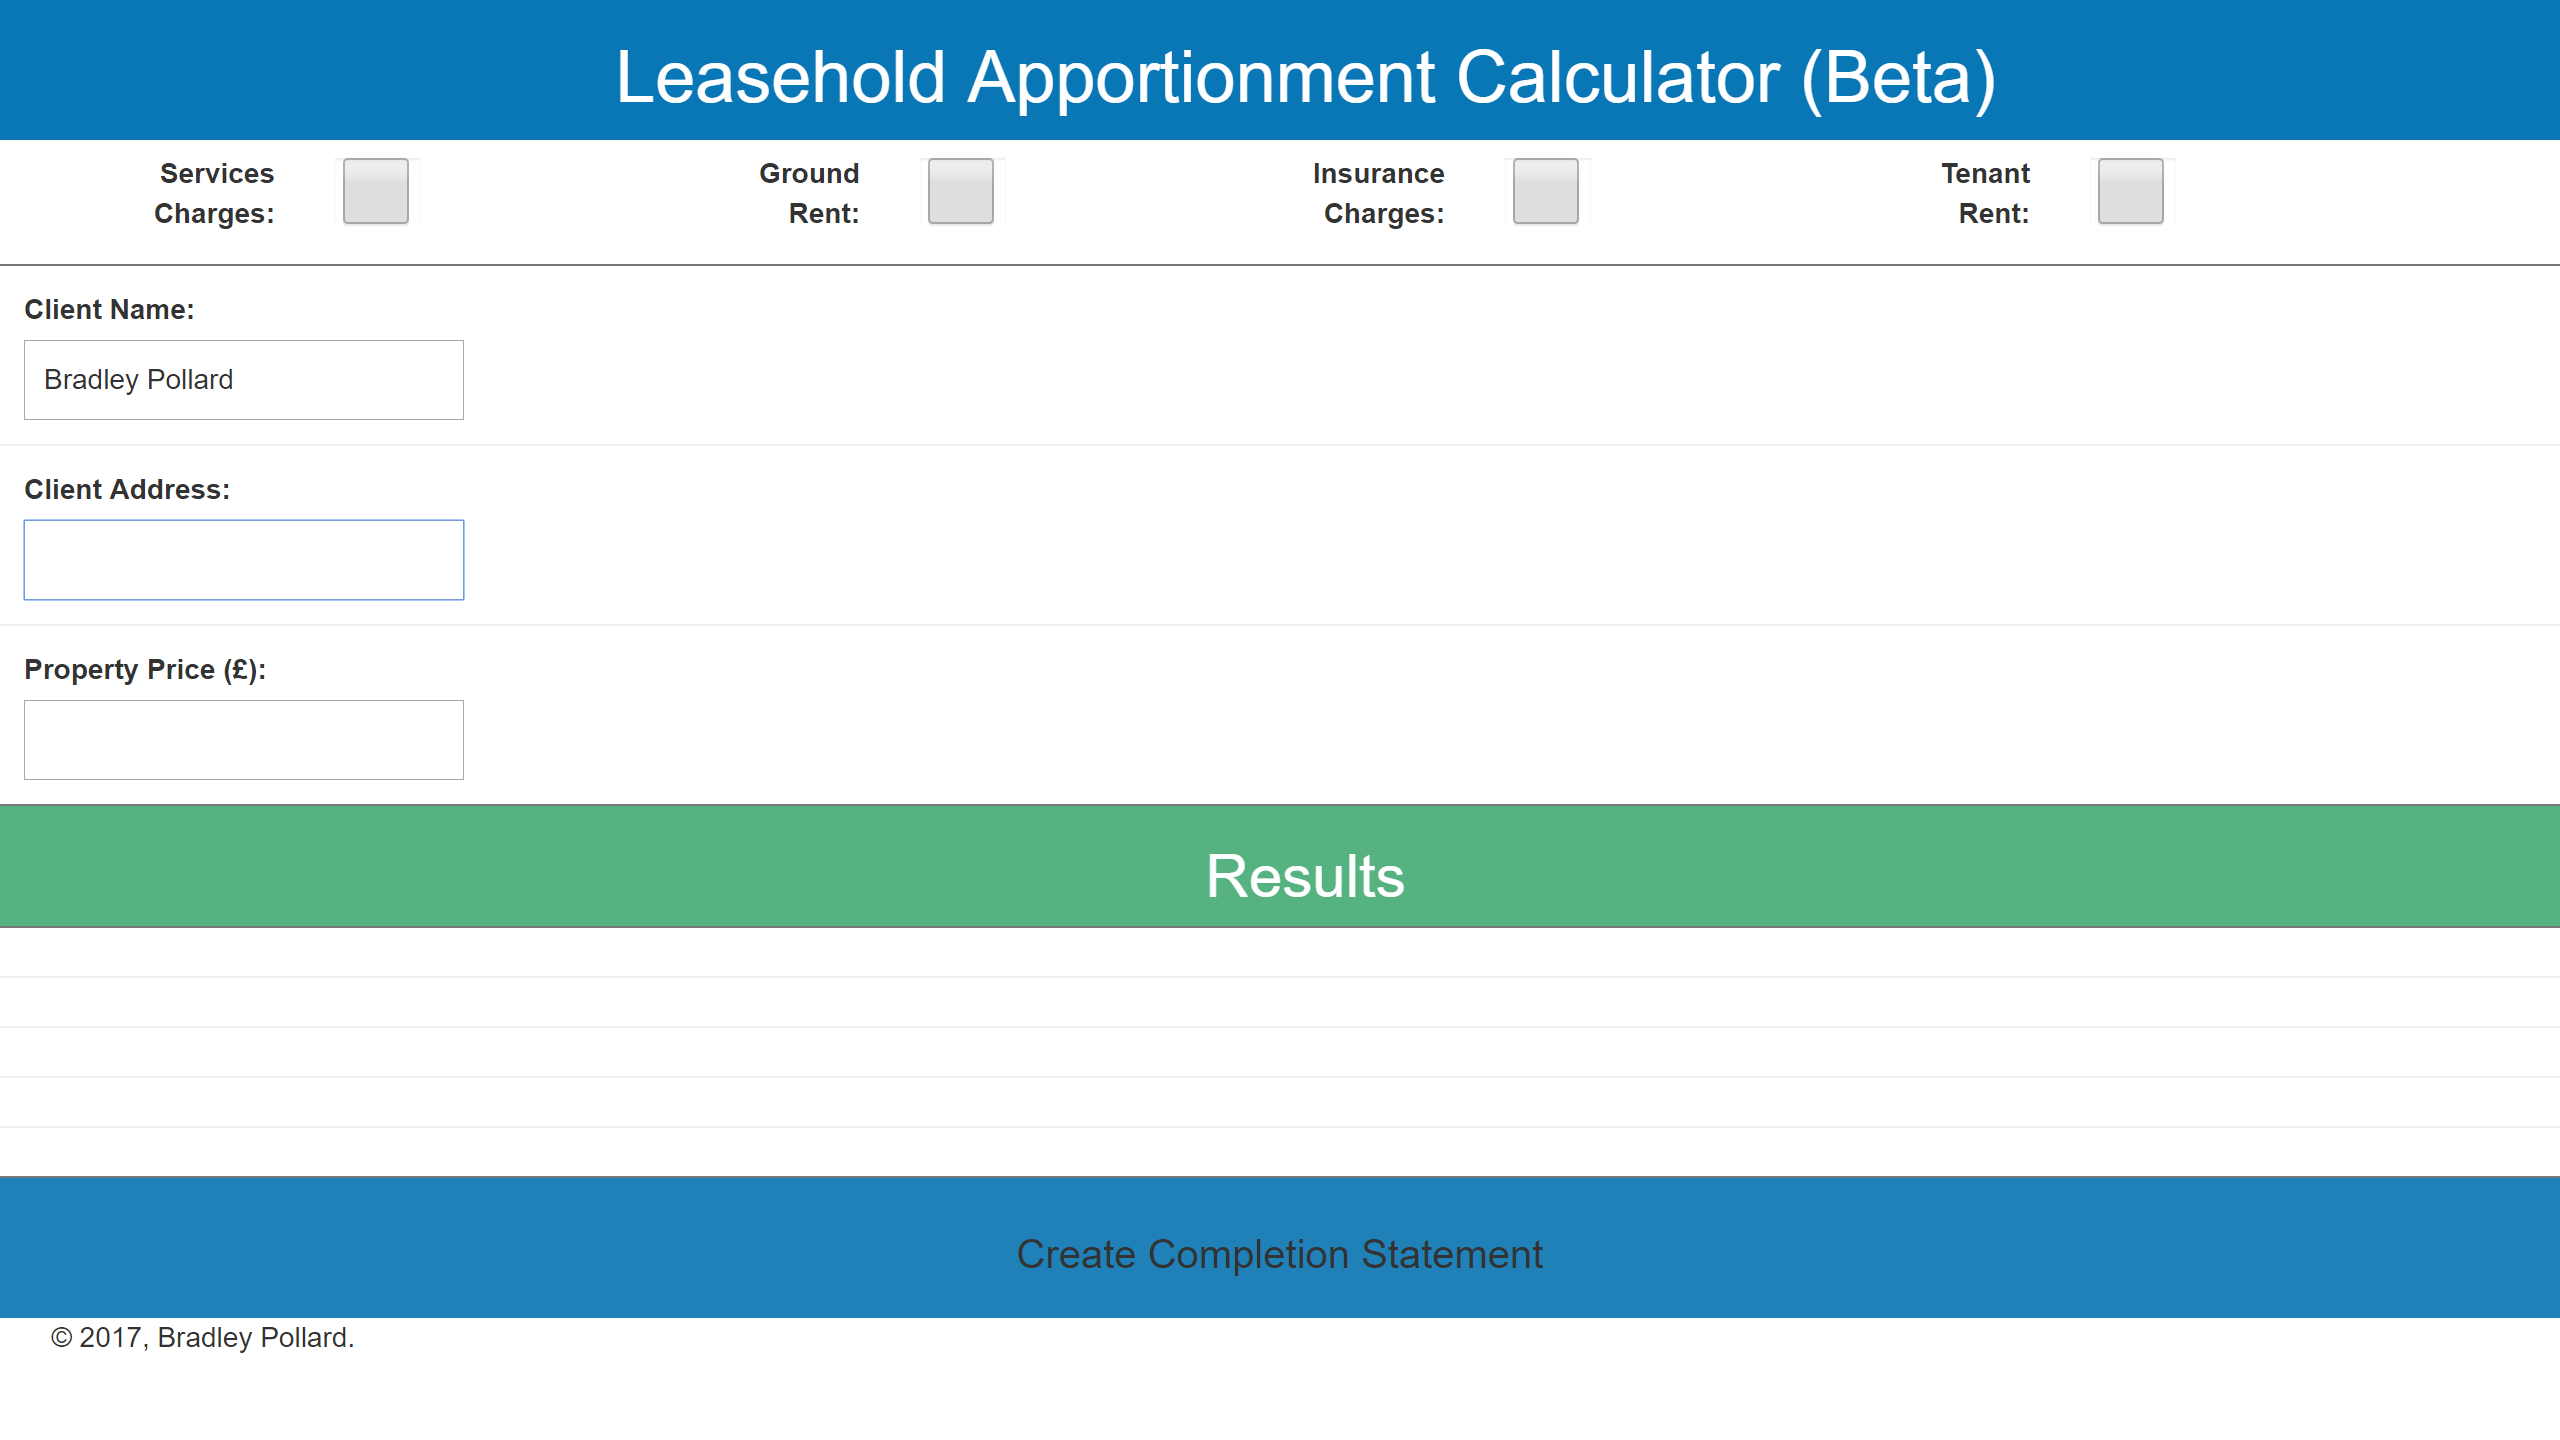 Leasehold Apportionment Calculator (Beta)
Services
Charges:
Ground
Rent:
Insurance
Charges:
Tenant
Rent:
Client Name:
Bradley Pollard
Client Address:
Property Price (£):
Results
Create Completion Statement
© 2017, Bradley Pollard.